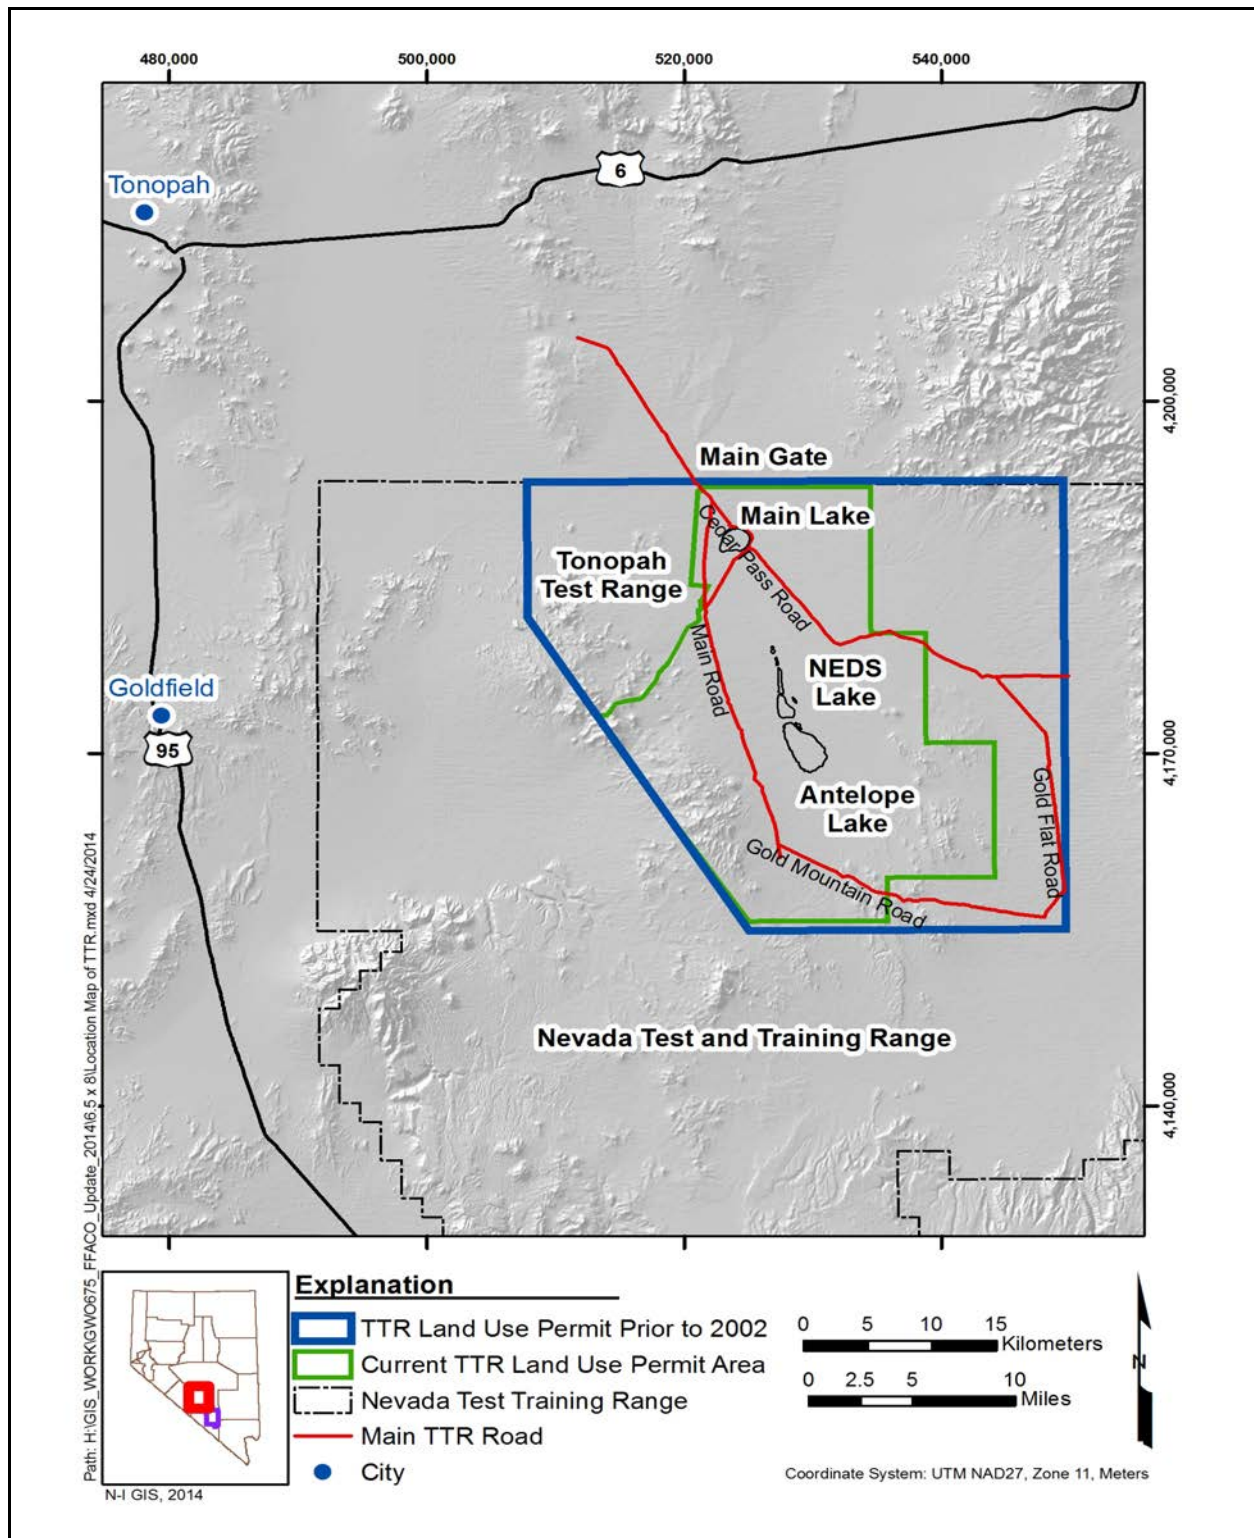 480,000
500,000
520,000
540,000
6
Tonopah
4,200,000
Main Gate
Main Lake
Cedar Pass Road
Tonopah
Test Range
Main Road
NEDS
Lake
Goldfield
95
4,170,000
Antelope
Lake
Gold Flat Road
Gold Mountain Road
Nevada Test and Training Range
4,140,000
Path: H:\GIS_WORK\GWO675_FFACO_Update_2014\6.5 x 8\Location Map of TTR.mxd 4/24/2014
Explanation
TTR Land Use Permit Prior to 2002
Current TTR Land Use Permit Area
Nevada Test Training Range
Main TTR Road
City
0 5 10 15
Kilometers
0 2.5 5 10
Miles
N
N-I GIS, 2014
Coordinate System: UTM NAD27, Zone 11, Meters